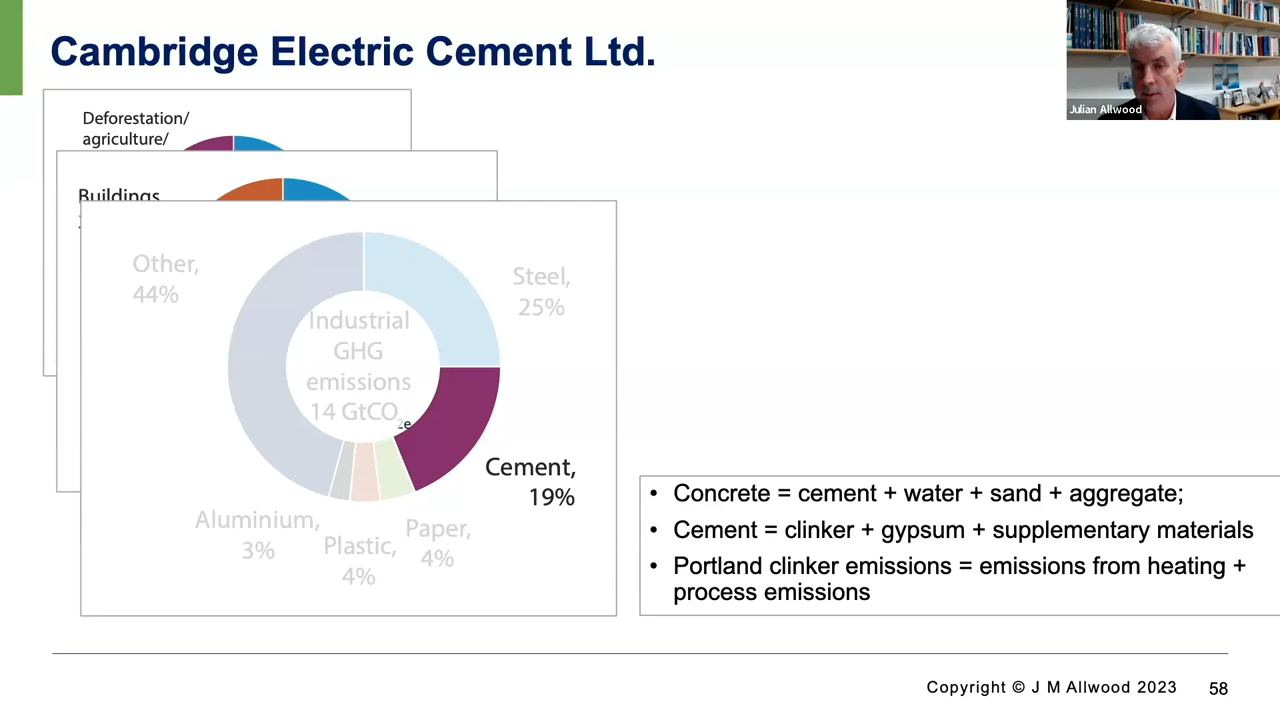 Cambridge Electric Cement Ltd.
Julian Allwood
Deforestation/
agriculture/
Buildings
Other,
44%
Steel,
25%
Industrial
GHG
emissions
14 GtCO2e
Cement,
19%
Aluminium,
3%
Plastic,
4%
Paper,
4%
• Concrete = cement + water + sand + aggregate;
• Cement = clinker + gypsum + supplementary materials
• Portland clinker emissions = emissions from heating +
process emissions
Copyright © J M Allwood 2023
58